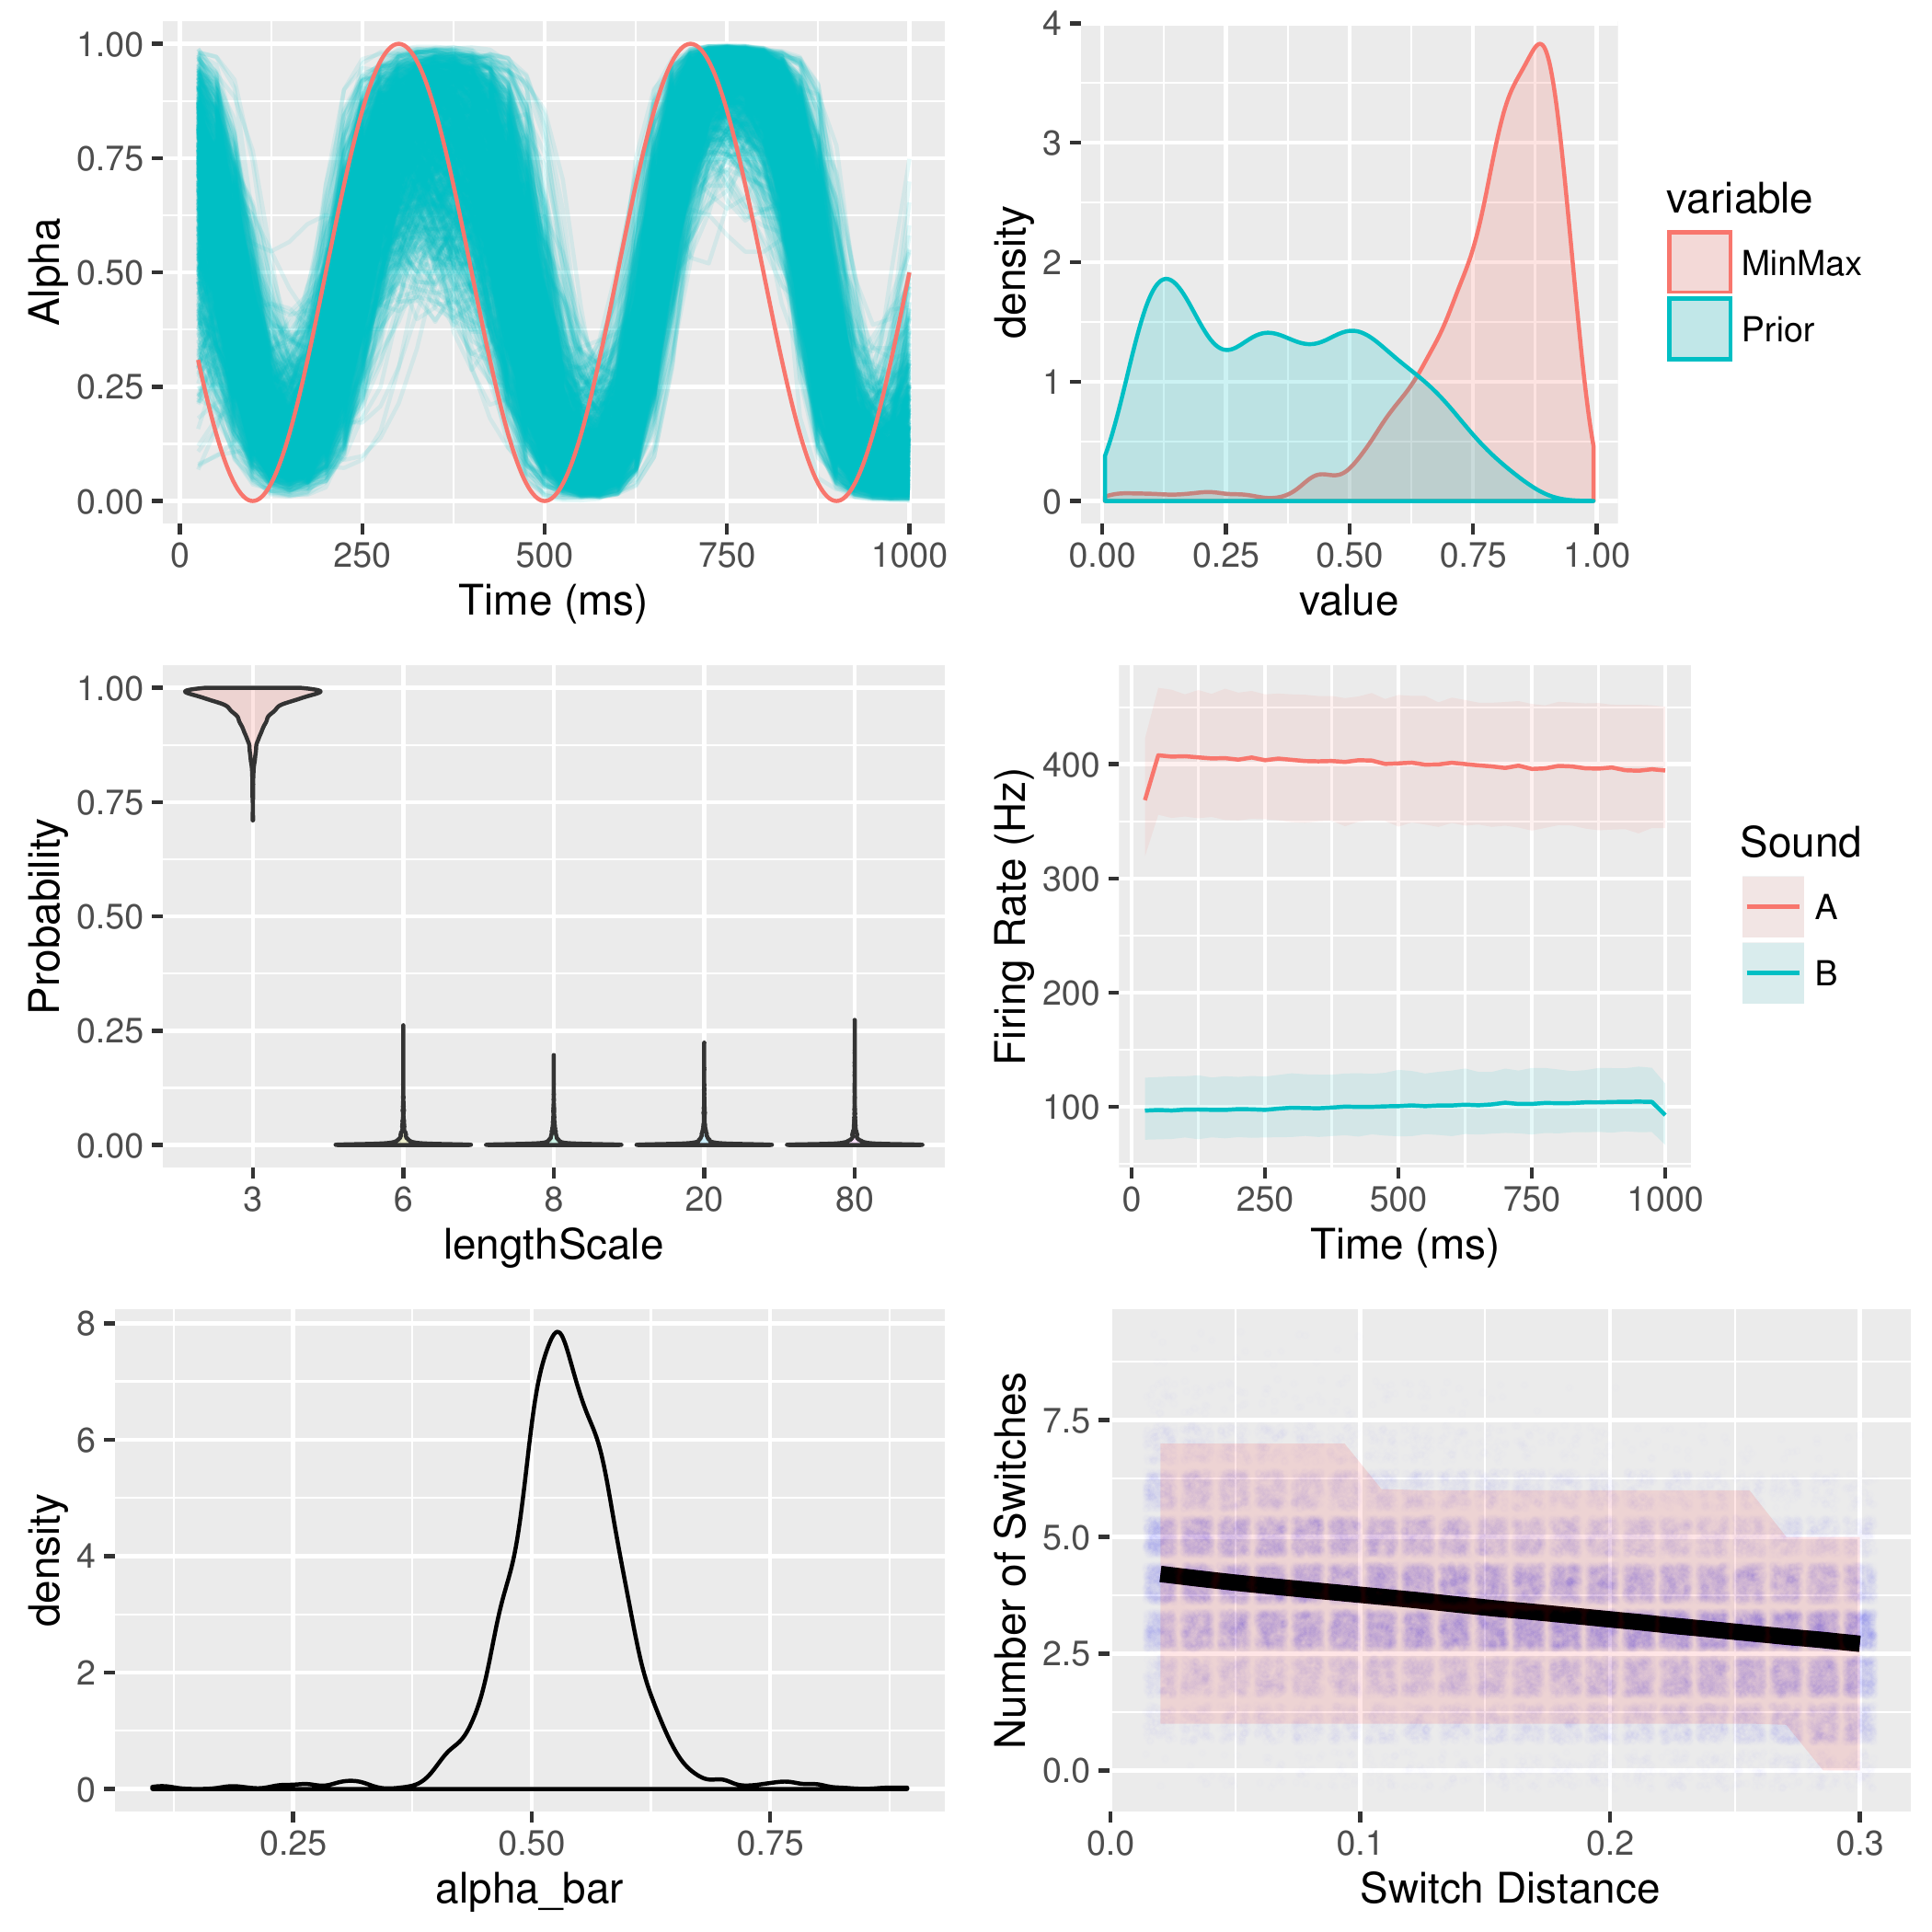 Alpha
1.00
0.75
0.50
0.25
0.00
0 250 500 750 1000
Time (ms)
density
4
3
2
1
0
0.00 0.25 0.50 0.75 1.00
value
variable
MinMax
Prior
Probability
1.00
0.75
0.50
0.25
0.00
3 6 8 20 80
lengthScale
Firing Rate (Hz)
400
300
200
100
0 250 500 750 1000
Time (ms)
Sound
A
B
density
8
6
4
2
0
0.25 0.50 0.75
alpha_bar
Number of Switches
7.5
5.0
2.5
0.0
0.0 0.1 0.2 0.3
Switch Distance